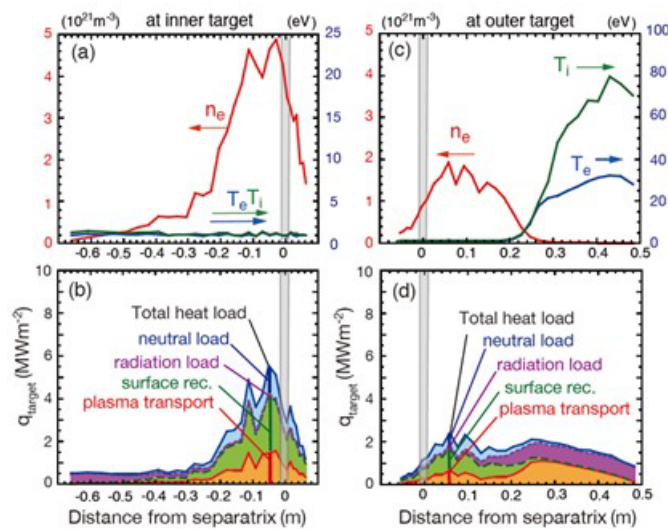 (10²¹m⁻³) at inner target (eV) (10²¹m⁻³) at outer target (eV)
(a)
5
4
3
2
1
0
25
20
15
10
5
0
nₑ
Tₑ Tᵢ
-0.6 -0.5 -0.4 -0.3 -0.2 -0.1 0
(c)
5
4
3
2
1
0
100
80
60
40
20
0
Tᵢ
nₑ
Tₑ
0 0.1 0.2 0.3 0.4 0.5
(b)
q_target (MWm⁻²)
10
8
6
4
2
0
Total heat load
neutral load
radiation load
surface rec.
plasma transport
-0.6 -0.5 -0.4 -0.3 -0.2 -0.1 0
Distance from separatrix (m)
(d)
q_target (MWm⁻²)
10
8
6
4
2
0
Total heat load
neutral load
radiation load
surface rec.
plasma transport
0 0.1 0.2 0.3 0.4 0.5
Distance from separatrix (m)